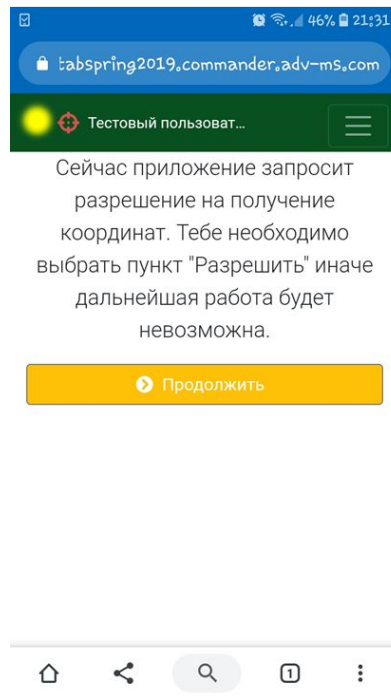 46% 21:31
tabspring2019.commander.adv-ms.com
Тестовый пользоват...
Сейчас приложение запросит
разрешение на получение
координат. Тебе необходимо
выбрать пункт "Разрешить" иначе
дальнейшая работа будет
невозможна.
Продолжить
1